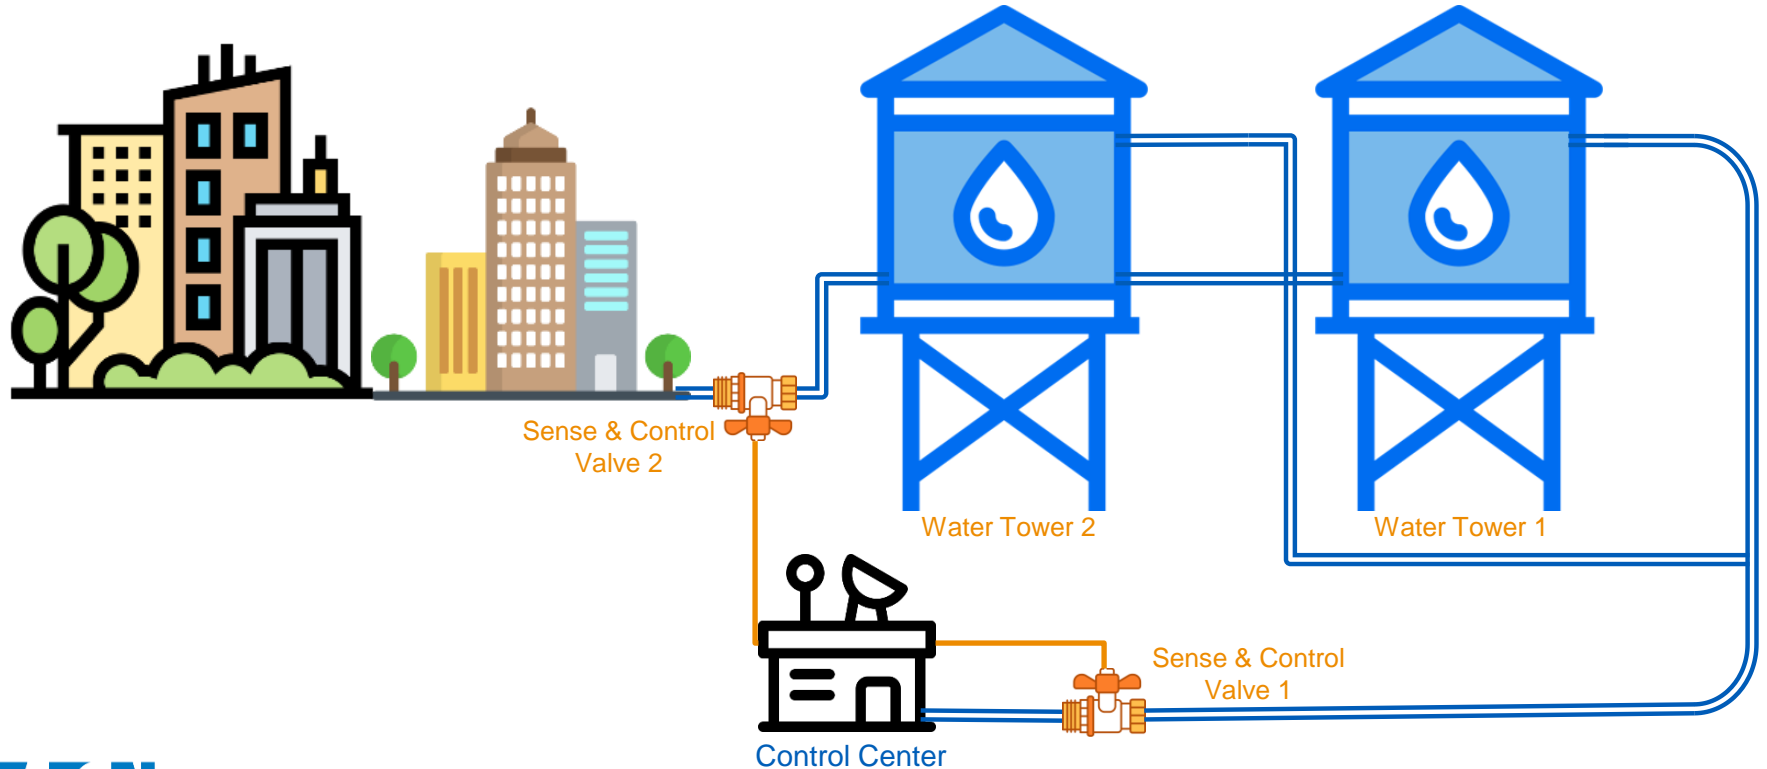 Sense & Control
Valve 2
Water Tower 2
Water Tower 1
Sense & Control
Valve 1
Control Center